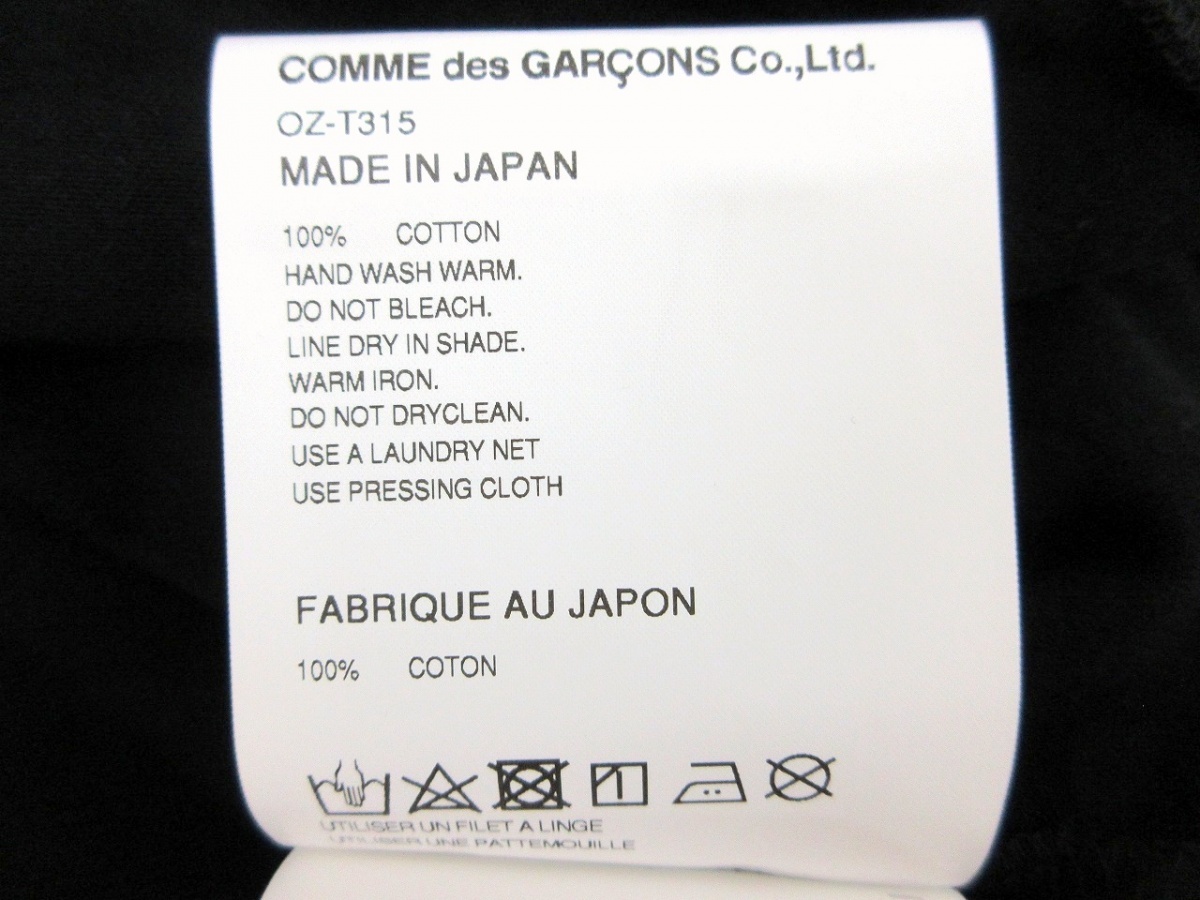 COMME des GARÇONS Co.,Ltd.
OZ-T315
MADE IN JAPAN
100% COTTON
HAND WASH WARM.
DO NOT BLEACH.
LINE DRY IN SHADE.
WARM IRON.
DO NOT DRYCLEAN.
USE A LAUNDRY NET
USE PRESSING CLOTH
FABRIQUE AU JAPON
100% COTON
UTILISER UN FILET A LINGE
UTILISER UNE PATTEMOUILLE